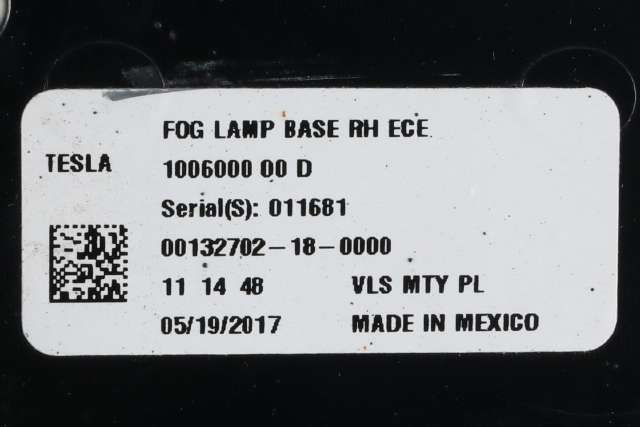 FOG LAMP BASE RH ECE
TESLA 1006000 00 D
Serial(S): 011681
00132702-18-0000
11 14 48 VLS MTY PL
05/19/2017 MADE IN MEXICO